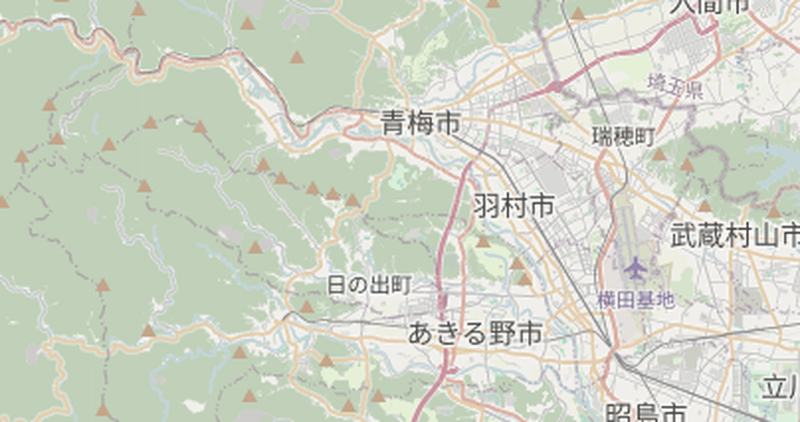 入間市
埼玉県
青梅市
瑞穂町
羽村市
武蔵村山市
日の出町
横田基地
あきる野市
立川
昭島市